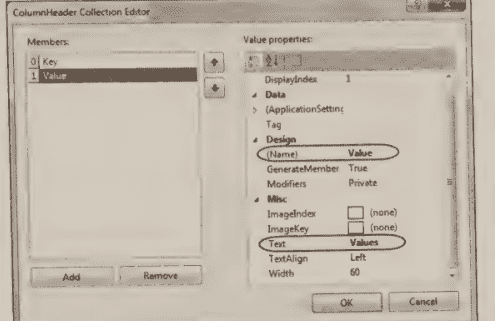 ColumnHeader Collection Editor
Members:
0 Key
1 Value
Add
Remove
Value properties:
DisplayIndex 1
Data
(ApplicationSetting
Tag
Design
(Name) Value
GenerateMember True
Modifiers Private
Misc
ImageIndex (none)
ImageKey (none)
Text Values
TextAlign Left
Width 60
OK
Cancel